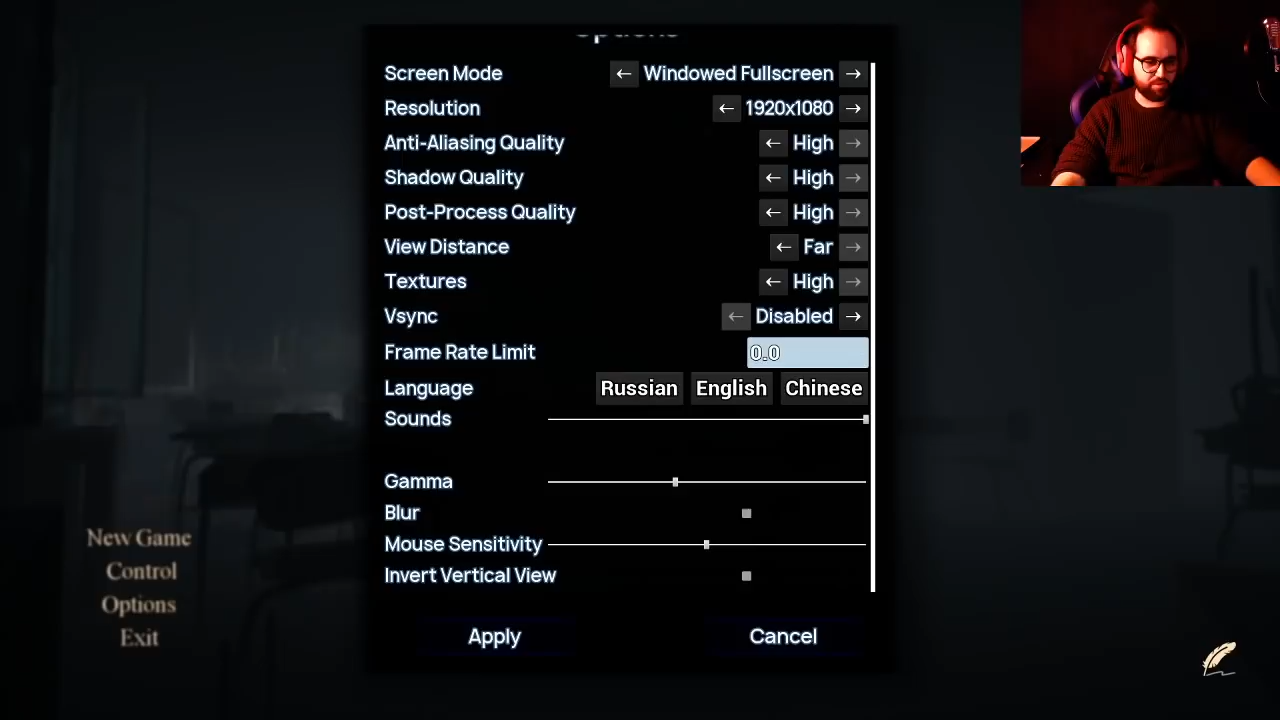 Options
Screen Mode ← Windowed Fullscreen →
Resolution ← 1920x1080 →
Anti-Aliasing Quality ← High →
Shadow Quality ← High →
Post-Process Quality ← High →
View Distance ← Far →
Textures ← High →
Vsync ← Disabled →
Frame Rate Limit 0.0
Language Russian English Chinese
Sounds
Gamma
Blur
Mouse Sensitivity
Invert Vertical View
Apply Cancel
New Game
Control
Options
Exit